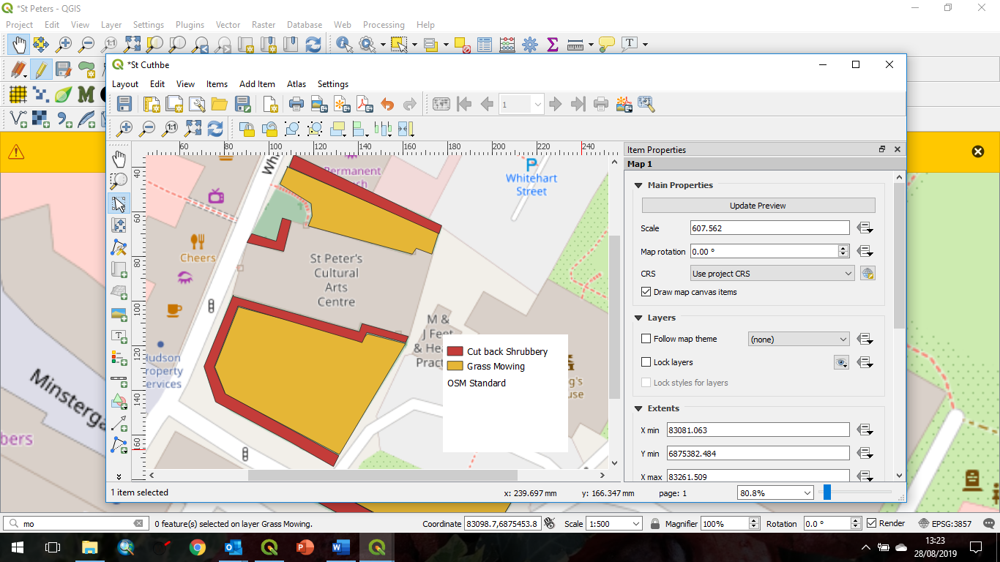 *St Peters - QGIS
Project Edit View Layer Settings Plugins Vector Raster Database Web Processing Help
*St Cuthbe
Layout Edit View Items Add Item Atlas Settings
1
60 80 100 120 140 160 180 200 220 240
40
60
80
100
120
140
160
Permanent
Whitehart
Street
Cheers
St Peter's
Cultural
Arts
Centre
M &
J Feet
& Hea
Pract
Hudson
Property
Services
Minsterga
bers
Cut back Shrubbery
Grass Mowing
OSM Standard
Item Properties
Map 1
Main Properties
Update Preview
Scale 607.562
Map rotation 0.00 °
CRS Use project CRS
Draw map canvas items
Layers
Follow map theme (none)
Lock layers
Lock styles for layers
Extents
X min 83081.063
Y min 6875382.484
X max 83261.509
1 item selected x: 239.697 mm y: 166.347 mm page: 1 80.8%
mo 0 feature(s) selected on layer Grass Mowing. Coordinate 83098.7,6875453.8 Scale 1:500 Magnifier 100% Rotation 0.0 ° Render EPSG:3857
13:23
28/08/2019